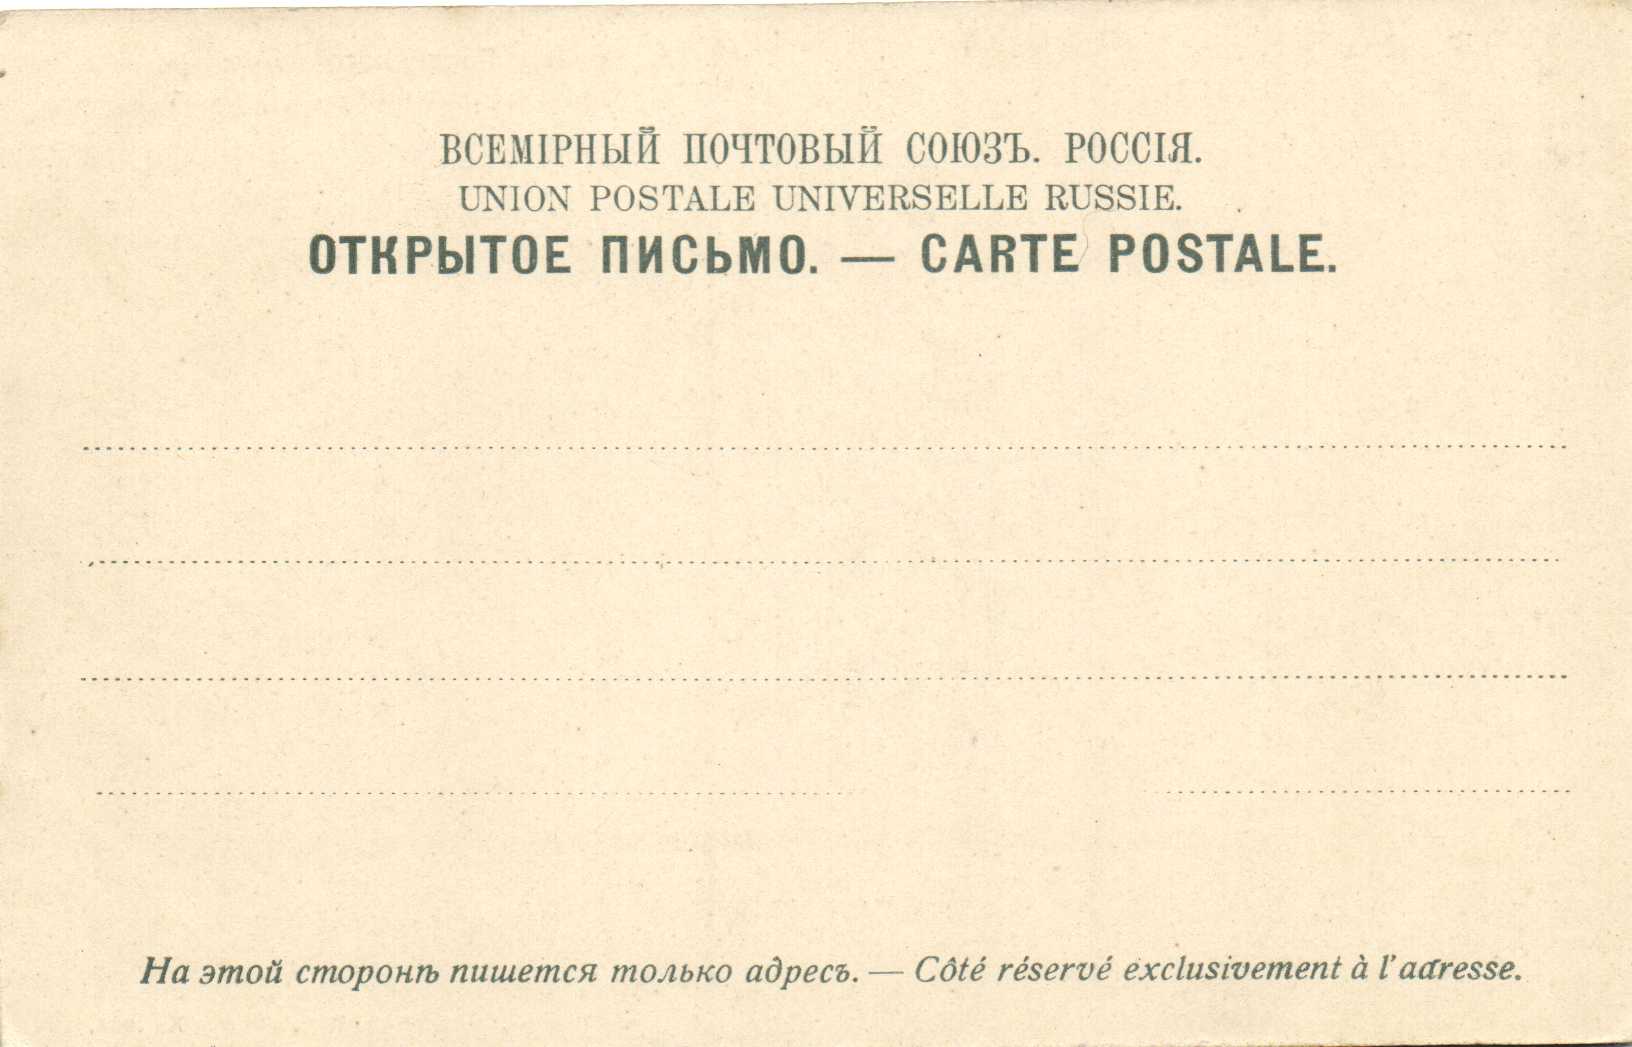 ВСЕМІРНЫЙ ПОЧТОВЫЙ СОЮЗЪ. РОССІЯ.
UNION POSTALE UNIVERSELLE RUSSIE.
ОТКРЫТОЕ ПИСЬМО. — CARTE POSTALE.
На этой сторонѣ пишется только адресъ. — Côté réservé exclusivement à l'adresse.